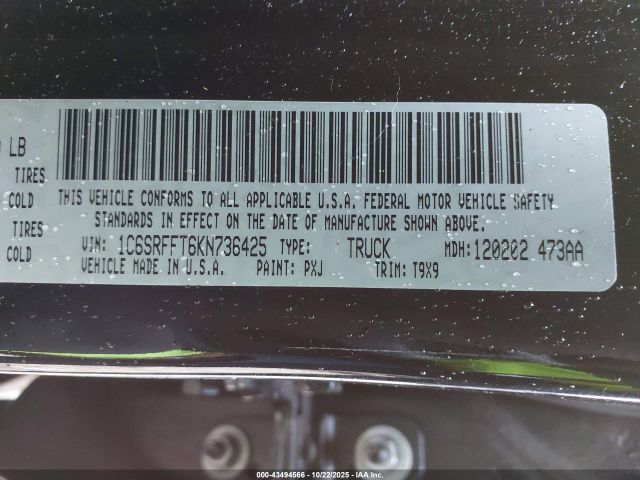 LB
TIRES
COLD
TIRES
COLD
THIS VEHICLE CONFORMS TO ALL APPLICABLE U.S.A. FEDERAL MOTOR VEHICLE SAFETY
STANDARDS IN EFFECT ON THE DATE OF MANUFACTURE SHOWN ABOVE.
VIN: 1C6SRFFT6KN736425 TYPE: TRUCK MDH:120202 473AA
VEHICLE MADE IN U.S.A. PAINT: PXJ TRIM: T9X9
000-43494566 | 10/22/2025 | IAA Inc.